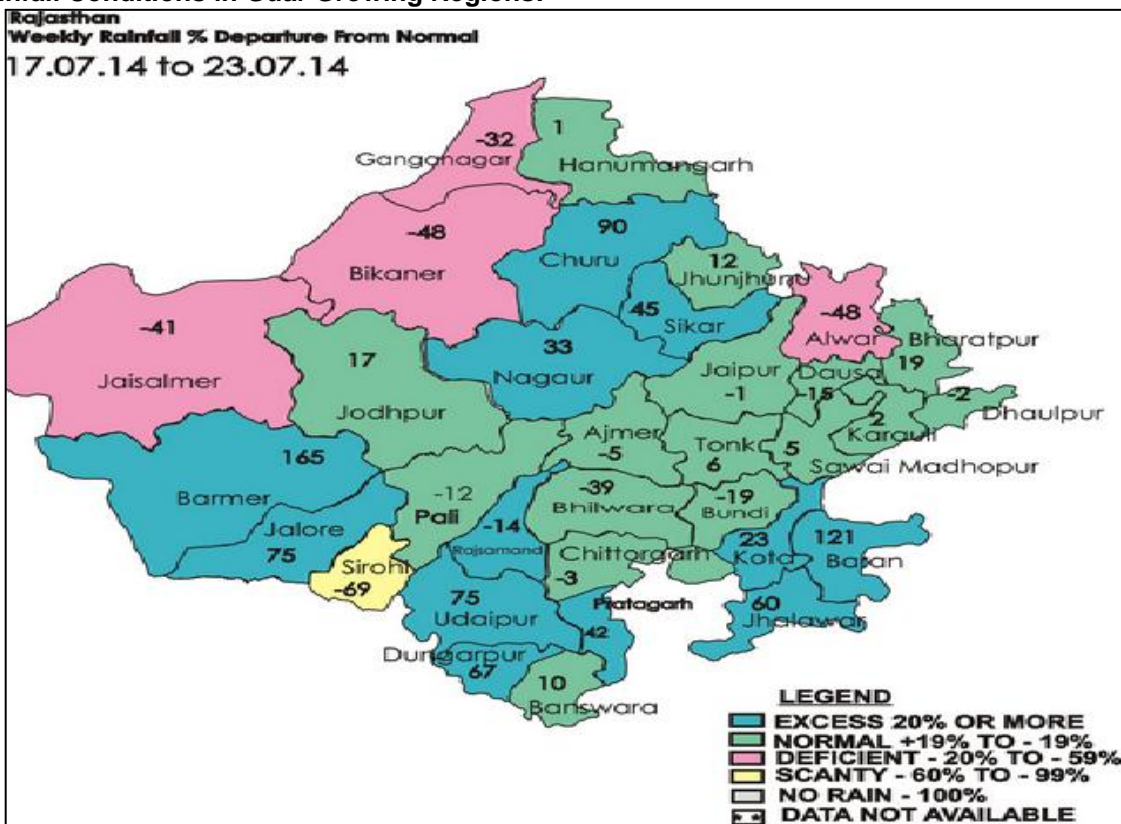 Rajasthan
Weekly Rainfall % Departure From Normal
17.07.14 to 23.07.14
-32
Ganganagar
1
Hanumangarh
-48
Bikaner
90
Churu
12
Jhunjhunu
45
Sikar
-48
Alwar
Bharatpur
19
-41
Jaisalmer
17
Jodhpur
33
Nagaur
Jaipur
-1
Dausa
-15
-2
Dhaulpur
2
Karauli
5
Sawai Madhopur
Ajmer
-5
Tonk
6
165
Barmer
-12
Pali
-39
Bhilwara
-19
Bundi
Jalore
75
-14
Rajsamand
Sirohi
-69
Chittorgarh
-3
23
Kota
121
Baran
75
Udaipur
Pratagarh
42
60
Jhalawar
Dungarpur
67
10
Banswara
LEGEND
EXCESS 20% OR MORE
NORMAL +19% TO - 19%
DEFICIENT - 20% TO - 59%
SCANTY - 60% TO - 99%
NO RAIN - 100%
DATA NOT AVAILABLE